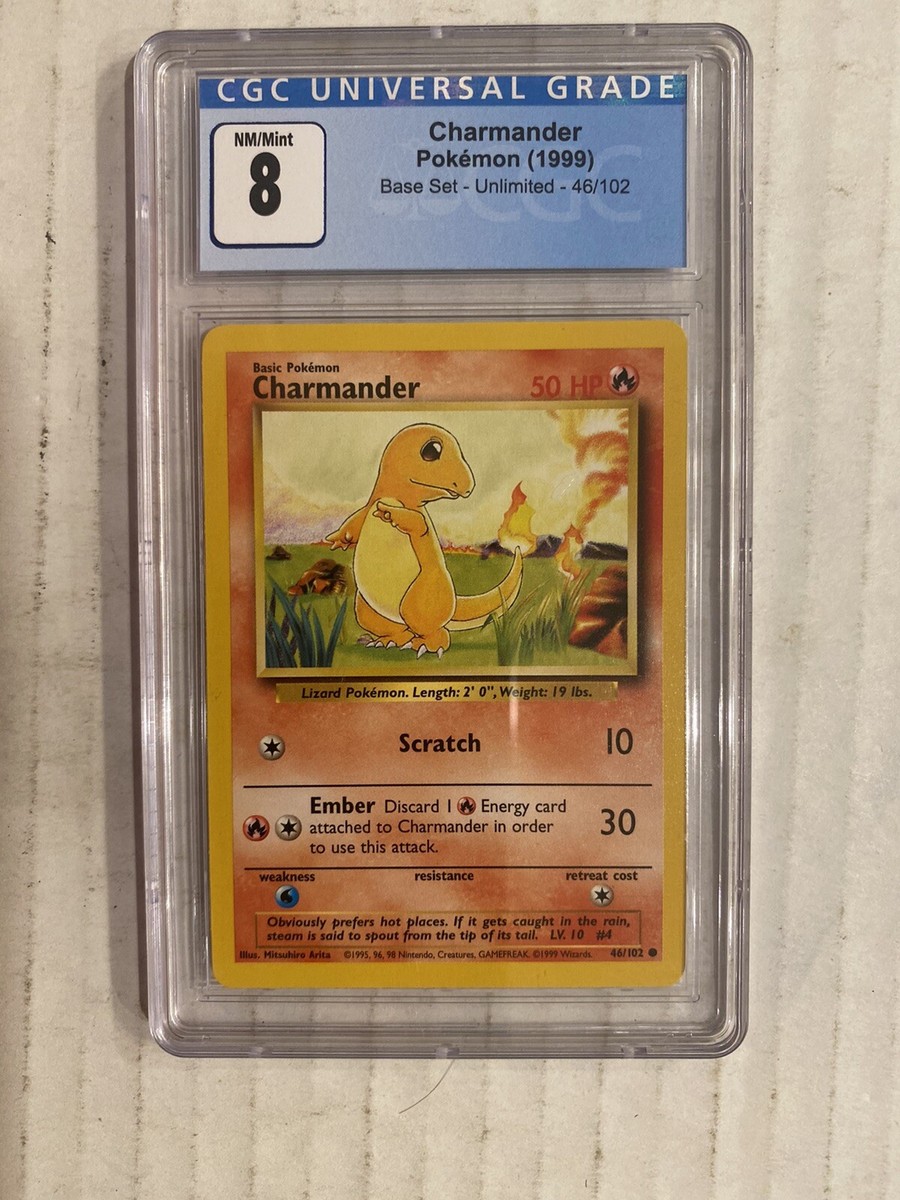 CGC UNIVERSAL GRADE
NM/Mint
8
Charmander
Pokémon (1999)
Base Set - Unlimited - 46/102
CGC
Basic Pokémon
Charmander 50 HP
Lizard Pokémon. Length: 2' 0", Weight: 19 lbs.
Scratch 10
Ember Discard 1 Energy card
attached to Charmander in order
to use this attack.
30
weakness resistance retreat cost
Obviously prefers hot places. If it gets caught in the rain,
steam is said to spout from the tip of its tail. LV. 10 #4
Illus. Mitsuhiro Arita ©1995, 96, 98 Nintendo, Creatures, GAMEFREAK. ©1999 Wizards. 46/102